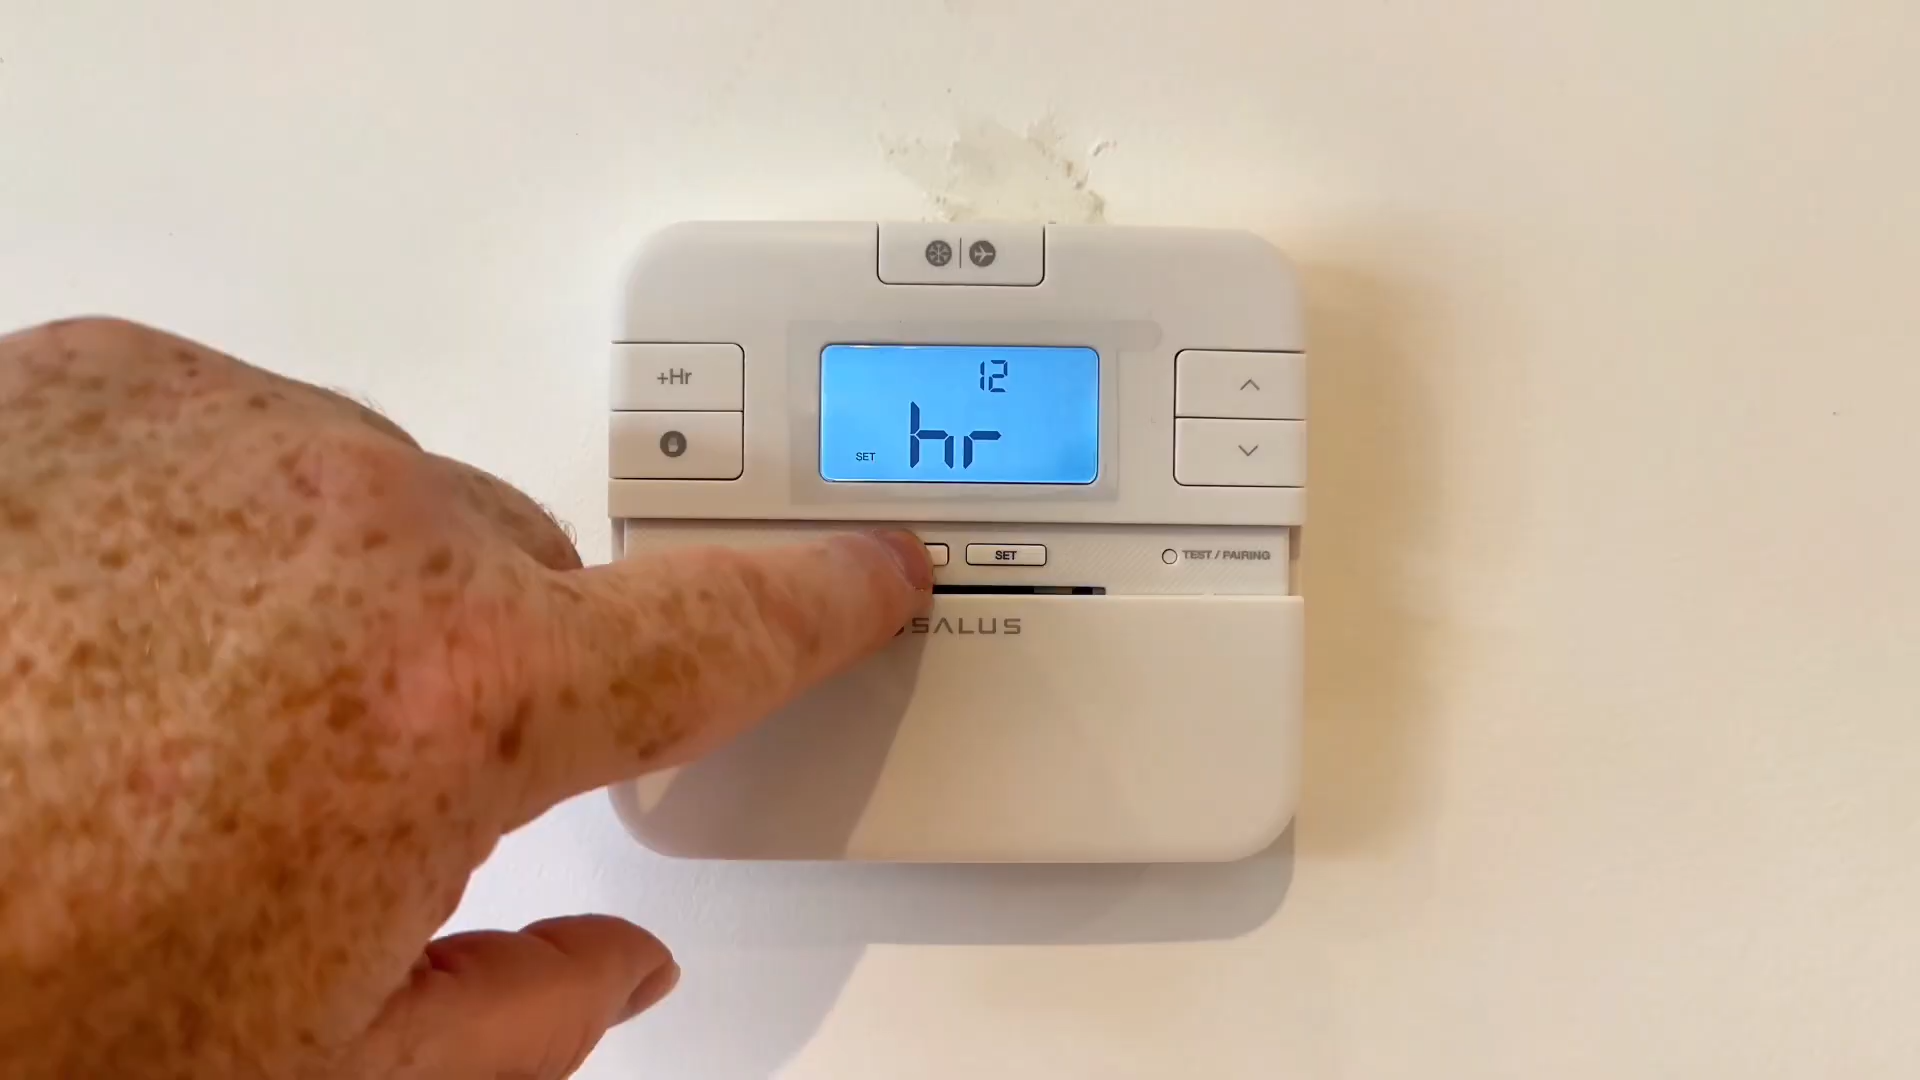 +Hr
12
hr
SET
SET
TEST / PAIRING
SALUS